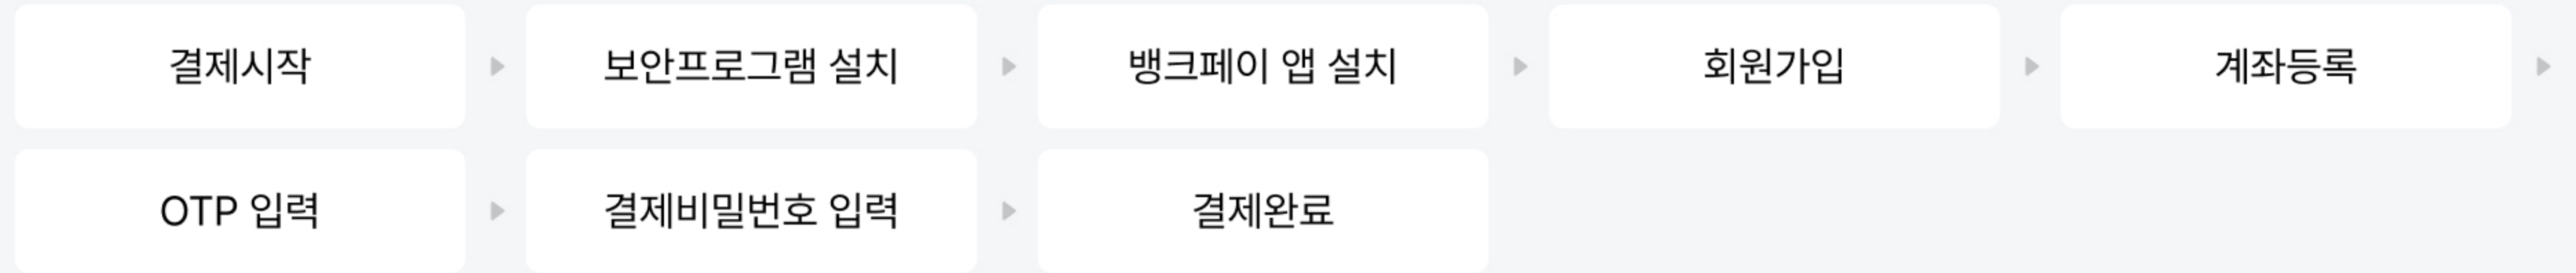 결제시작
보안프로그램 설치
뱅크페이 앱 설치
회원가입
계좌등록
OTP 입력
결제비밀번호 입력
결제완료